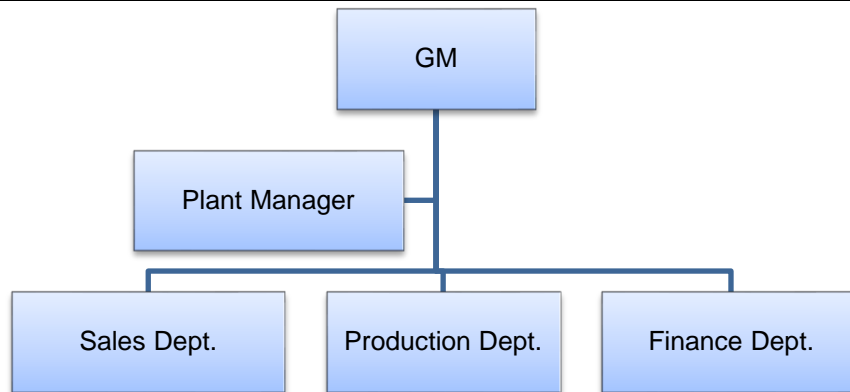 GM
Plant Manager
Sales Dept.
Production Dept.
Finance Dept.